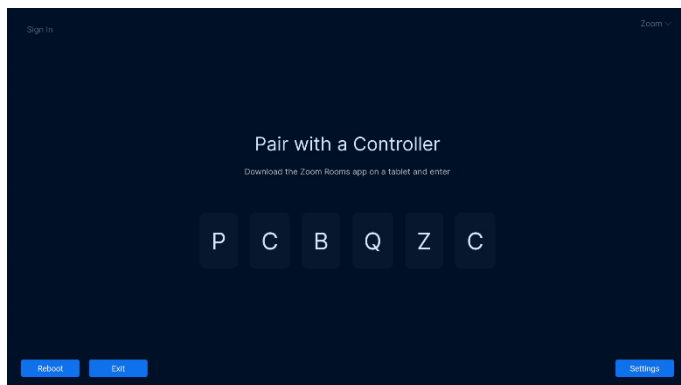 Sign In
Zoom
Pair with a Controller
Download the Zoom Rooms app on a tablet and enter
P C B Q Z C
Reboot Exit Settings